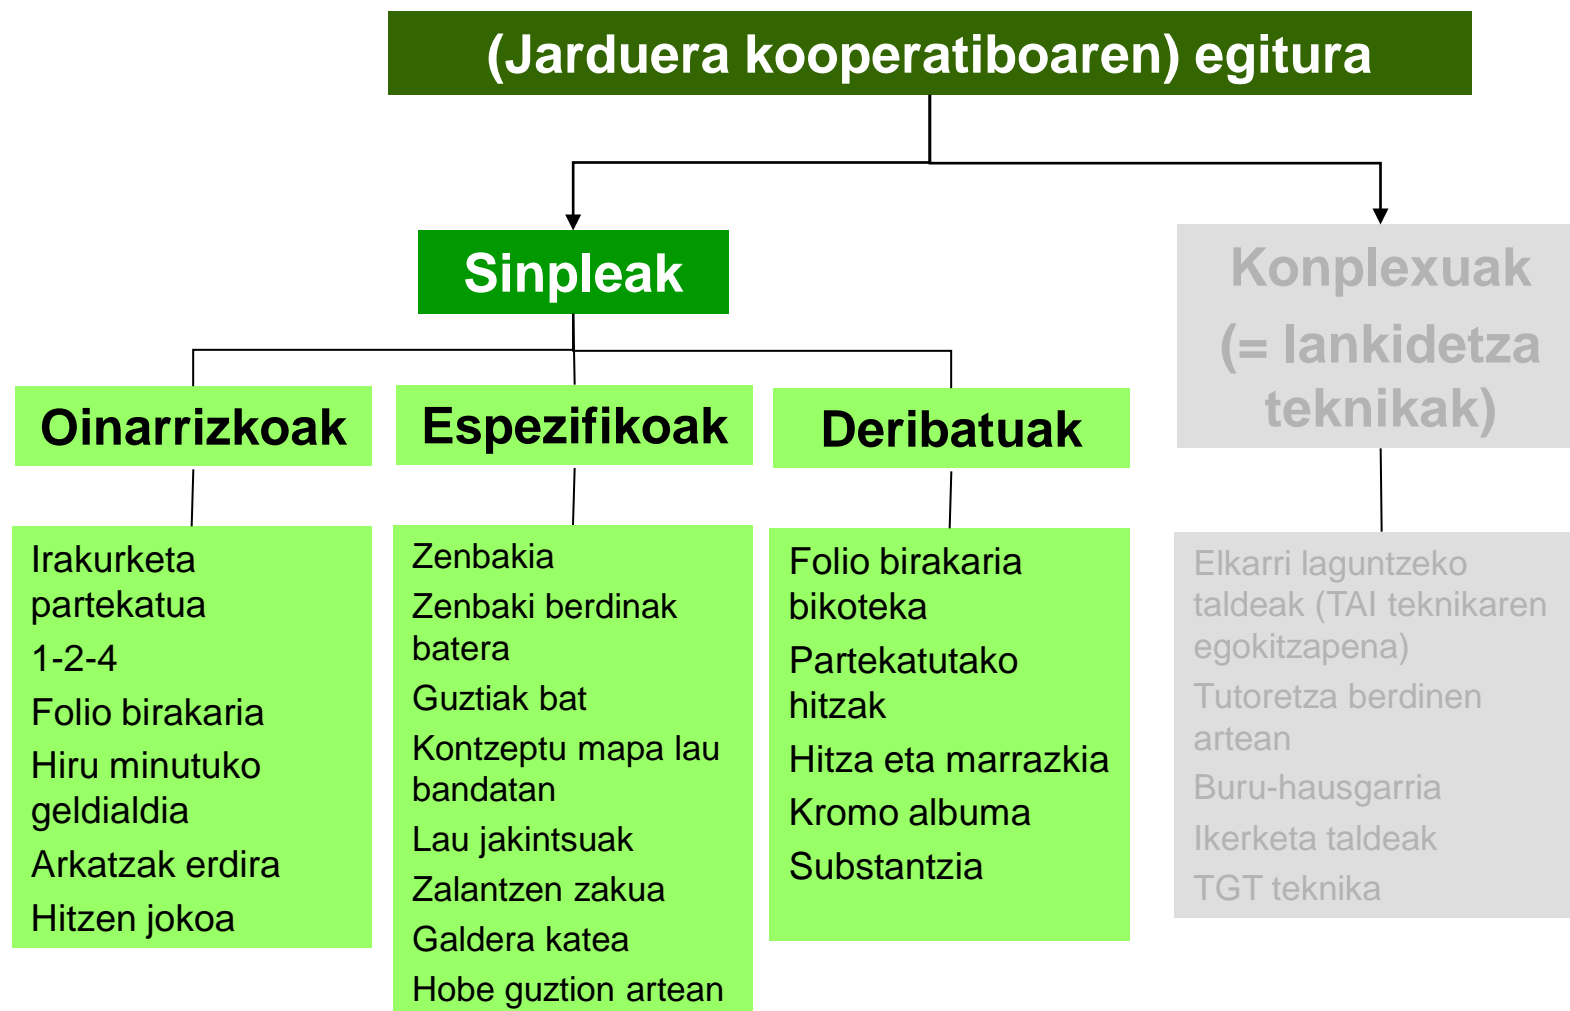 (Jarduera kooperatiboaren) egitura
Sinpleak
Konplexuak
(= lankidetza
teknikak)
Oinarrizkoak
Espezifikoak
Deribatuak
Irakurketa
partekatua
1-2-4
Folio birakaria
Hiru minutuko
geldialdia
Arkatzak erdira
Hitzen jokoa
Zenbakia
Zenbaki berdinak
batera
Guztiak bat
Kontzeptu mapa lau
bandatan
Lau jakintsuak
Zalantzen zakua
Galdera katea
Hobe guztion artean
Folio birakaria
bikoteka
Partekatutako
hitzak
Hitza eta marrazkia
Kromo albuma
Substantzia
Elkarri laguntzeko
taldeak (TAI teknikaren
egokitzapena)
Tutoretza berdinen
artean
Buru-hausgarria
Ikerketa taldeak
TGT teknika